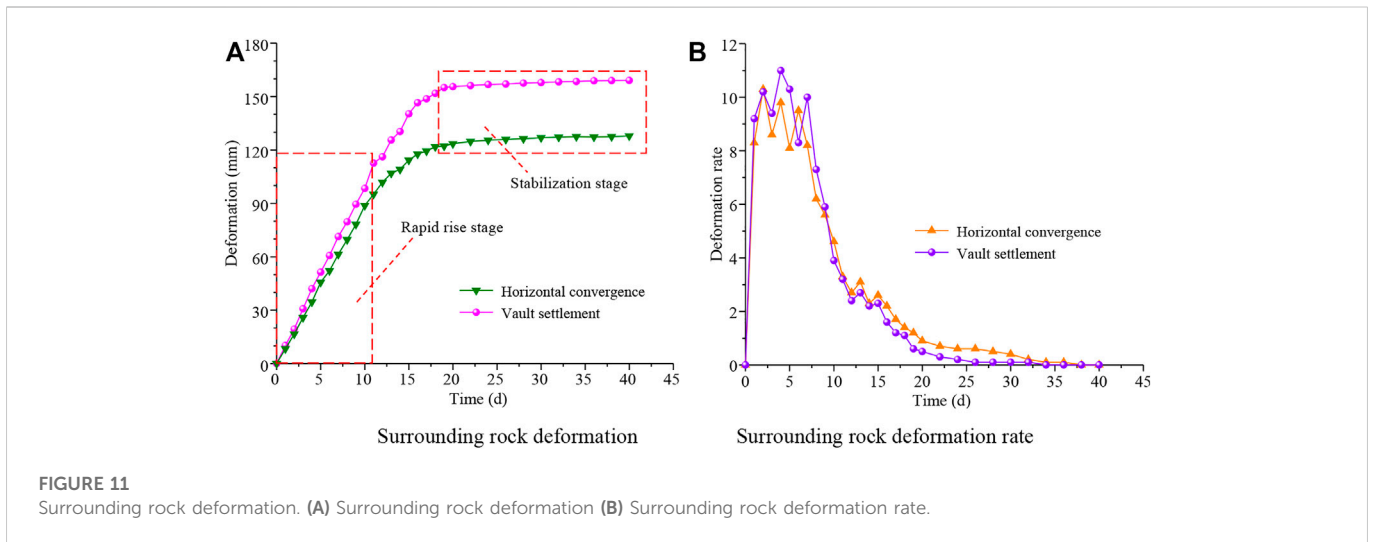 A
180
150
120
90
60
30
0
Deformation (mm)
Stabilization stage
Rapid rise stage
Horizontal convergence
Vault settlement
0 5 10 15 20 25 30 35 40 45
Time (d)
Surrounding rock deformation
B
12
10
8
6
4
2
0
Deformation rate
Horizontal convergence
Vault settlement
0 5 10 15 20 25 30 35 40 45
Time (d)
Surrounding rock deformation rate
FIGURE 11
Surrounding rock deformation. (A) Surrounding rock deformation (B) Surrounding rock deformation rate.